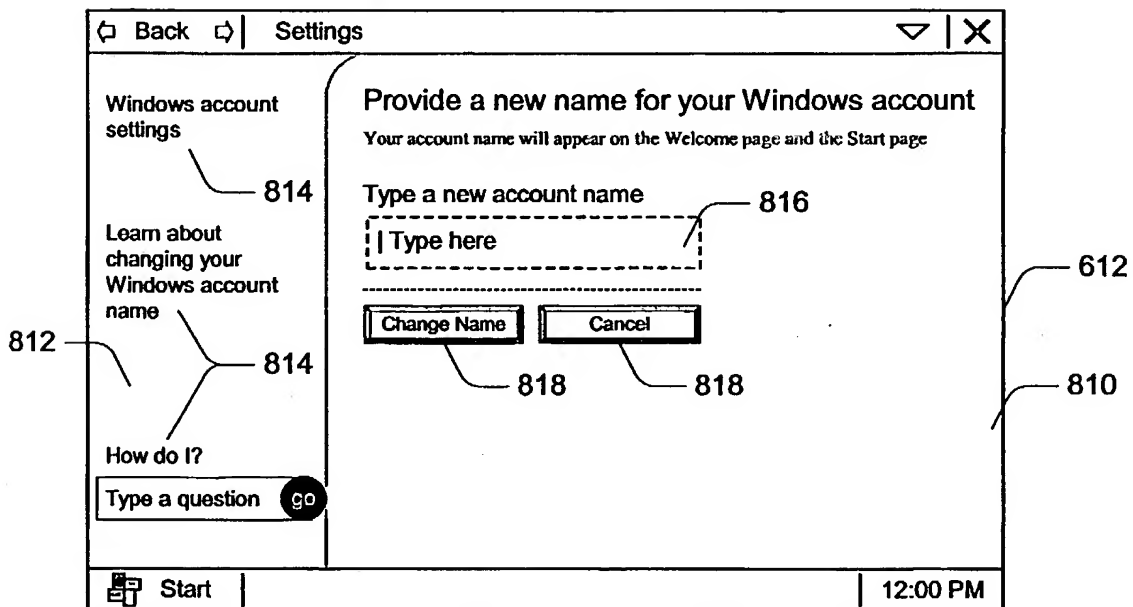 Back Settings
Windows account
settings
814
Learn about
changing your
Windows account
name
812
814
How do I?
Type a question go
Provide a new name for your Windows account
Your account name will appear on the Welcome page and the Start page
Type a new account name
816
Type here
Change Name Cancel
818 818
612
810
Start 12:00 PM